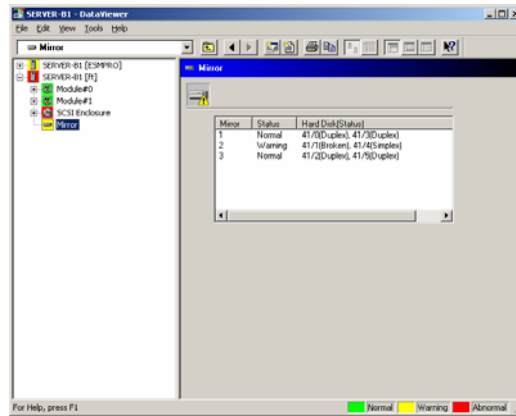 SERVER-B1 - DataViewer
File Edit View Tools Help
Mirror
SERVER-B1 [ESMPRO]
SERVER-B1 [ft]
Module#0
Module#1
SCSI Enclosure
Mirror
Mirror
Mirror Status Hard Disk(Status)
1 Normal 41/0(Duplex), 41/3(Duplex)
2 Warning 41/1(Broken), 41/4(Simplex)
3 Normal 41/2(Duplex), 41/5(Duplex)
For Help, press F1
Normal Warning Abnormal